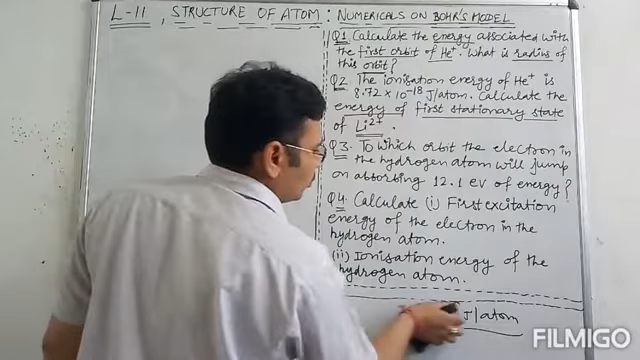 L-11, STRUCTURE OF ATOM: NUMERICALS ON BOHR'S MODEL
Q1 Calculate the energy associated with
the first orbit of He⁺. What is radius of
this orbit?
Q2. The ionisation energy of He⁺ is
8.72 × 10⁻¹⁸ J/atom. Calculate the
energy of first stationary state
of Li²⁺.
Q3. To which orbit the electron in
the hydrogen atom will jump
on absorbing 12.1 eV of energy?
Q4. Calculate (i) First excitation
energy of the electron in the
hydrogen atom.
(ii) Ionisation energy of the
hydrogen atom.
J/atom
FILMIGO